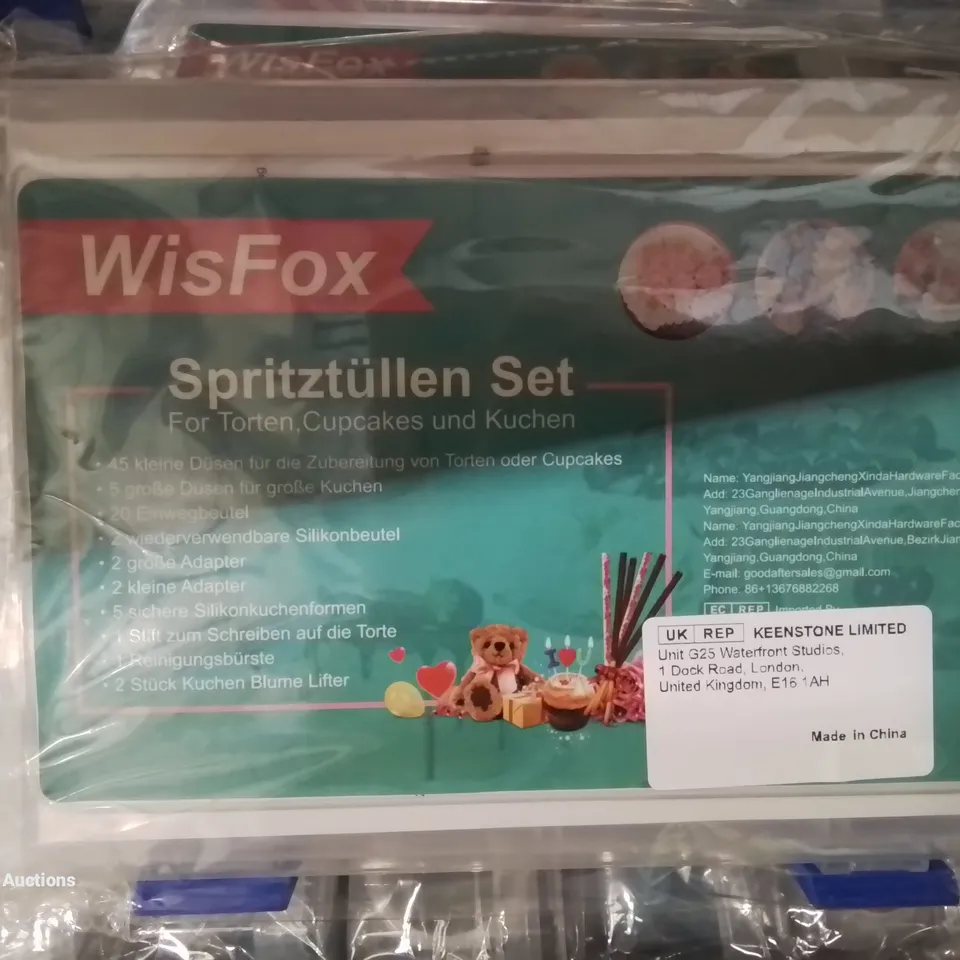 WisFox
WisFox
Spritztüllen Set
For Torten,Cupcakes und Kuchen
• 45 kleine Düsen für die Zubereitung von Torten oder Cupcakes
• 5 große Düsen für große Kuchen
• 20 Einwegbeutel
• 2 wiederverwendbare Silikonbeutel
• 2 große Adapter
• 2 kleine Adapter
• 5 sichere Silikonkuchenformen
• 1 Stift zum Schreiben auf die Torte
• 1 Reinigungsbürste
• 2 Stück Kuchen Blume Lifter
I U
Name: YangjiangJiangchengXindaHardwareFac
Add: 23GanglienageIndustrialAvenue,Jiangchen
Yangjiang,Guangdong,China
Name: YangjiangJiangchengXindaHardwareFac
Add: 23GanglienageIndustrialAvenue,BezirkJian
Yangjiang,Guangdong,China
E-mail: goodaftersales@gmail.com
Phone: 86+13676882268
EC REP Imported By
UK REP KEENSTONE LIMITED
Unit G25 Waterfront Studios,
1 Dock Road, London,
United Kingdom, E16 1AH
Made in China
Auctions